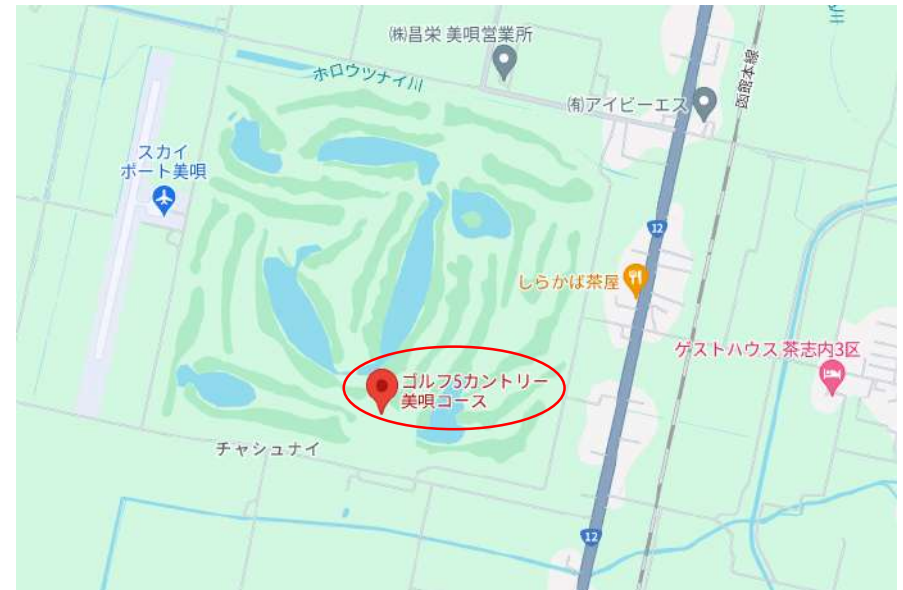 ㈱昌栄 美唄営業所
ホロウツナイ川
㈲アイビーエス
函館本線
川
スカイ
ポート美唄
12
しらかば茶屋
ゲストハウス 茶志内3区
ゴルフ5カントリー
美唄コース
チャシュナイ
12